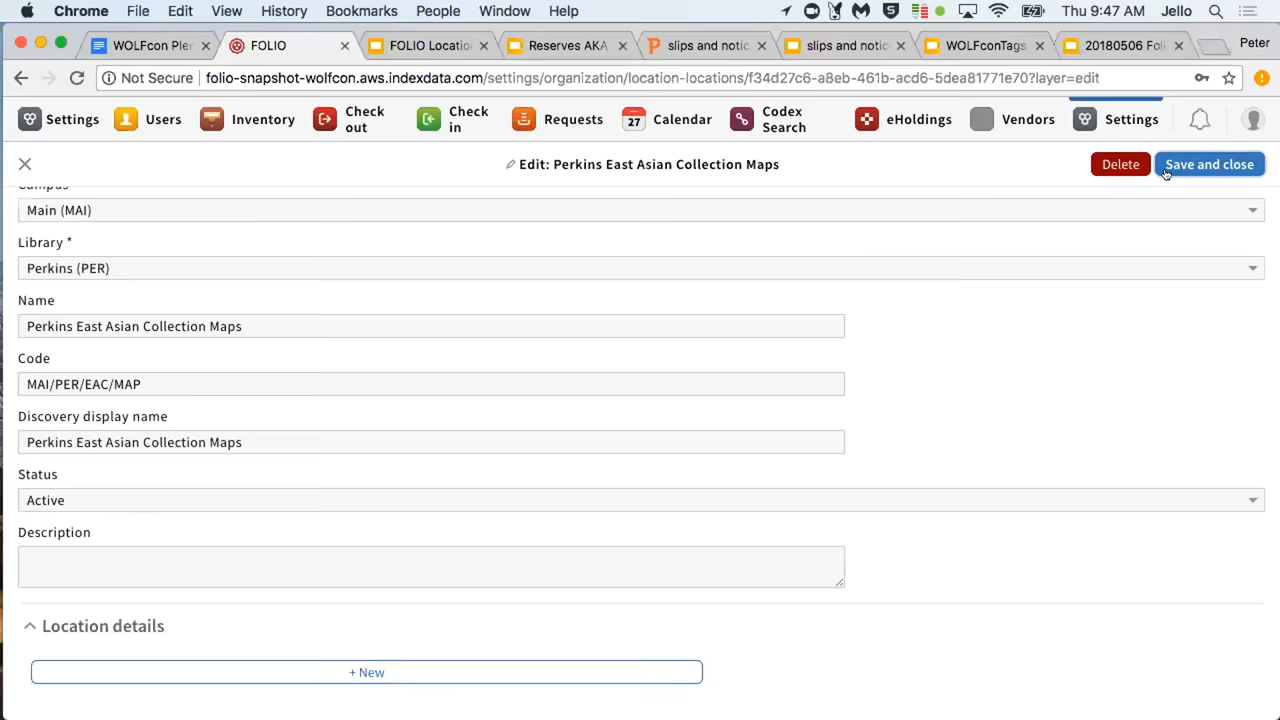 Chrome File Edit View History Bookmarks People Window Help Thu 9:47 AM Jello
WOLFcon Ple FOLIO FOLIO Locatio Reserves AKA slips and notic slips and notic WOLFconTags 20180506 Foli Peter
Not Secure folio-snapshot-wolfcon.aws.indexdata.com/settings/organization/location-locations/f34d27c6-a8eb-461b-acd6-5dea81771e70?layer=edit
Settings Users Inventory Check out Check in Requests 27 Calendar Codex Search eHoldings Vendors Settings
Edit: Perkins East Asian Collection Maps Delete Save and close
Campus
Main (MAI)
Library *
Perkins (PER)
Name
Perkins East Asian Collection Maps
Code
MAI/PER/EAC/MAP
Discovery display name
Perkins East Asian Collection Maps
Status
Active
Description
Location details
+ New